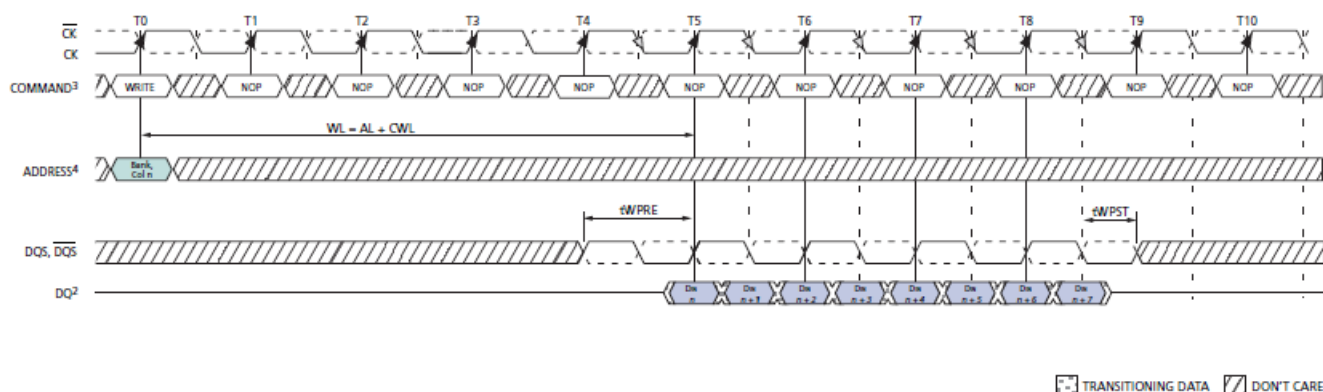 T0 T1 T2 T3 T4 T5 T6 T7 T8 T9 T10
CK
CK
COMMAND3 WRITE NOP NOP NOP NOP NOP NOP NOP NOP NOP NOP
WL = AL + CWL
ADDRESS4 Bank, Col n
tWPRE tWPST
DQS, DQS
DQ2 Din n Din n + 1 Din n + 2 Din n + 3 Din n + 4 Din n + 5 Din n + 6 Din n + 7
TRANSITIONING DATA DON'T CARE